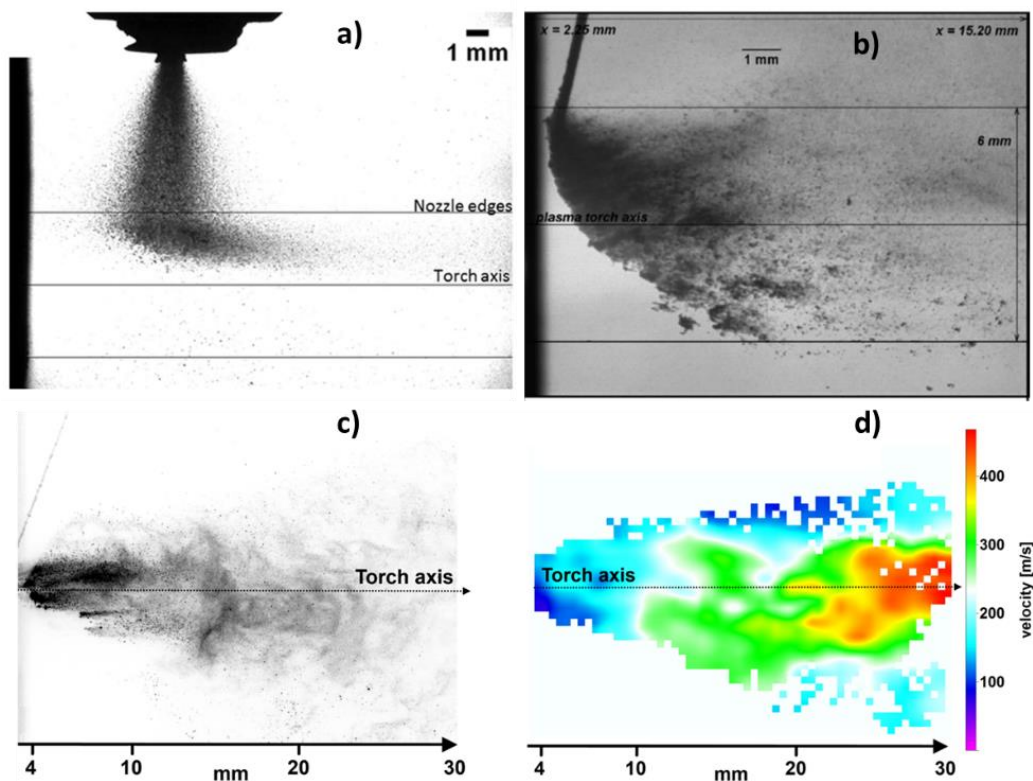 a)
1 mm
Nozzle edges
Torch axis
b)
x = 2.25 mm
x = 15.20 mm
1 mm
6 mm
plasma torch axis
c)
Torch axis
4 10 20 30
mm
d)
Torch axis
4 10 20 30
mm
400
300
200
100
velocity [m/s]